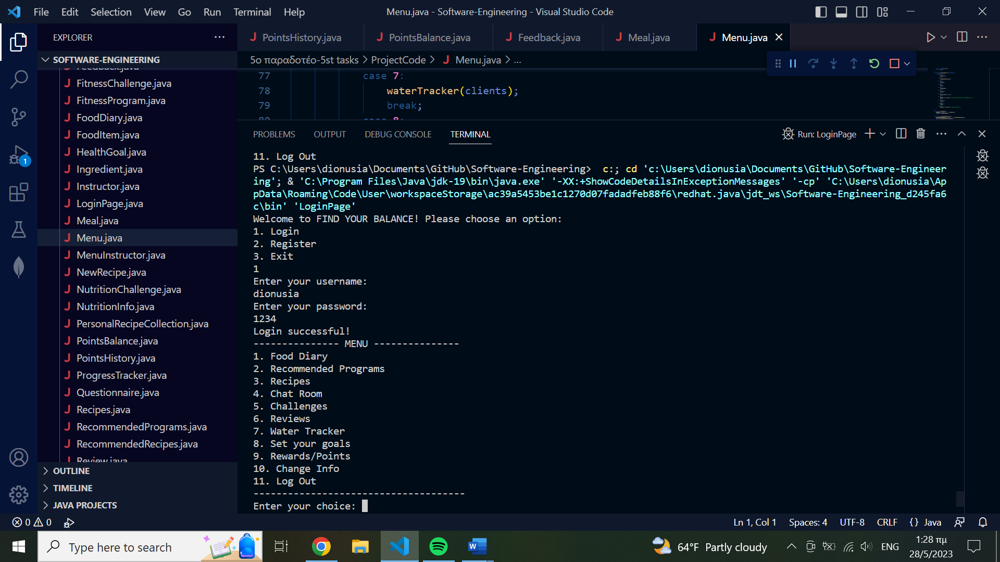 File Edit Selection View Go Run Terminal Help
Menu.java - Software-Engineering - Visual Studio Code
EXPLORER
PointsHistory.java PointsBalance.java Feedback.java Meal.java Menu.java
SOFTWARE-ENGINEERING
5ο παραδοτέο-5st tasks > ProjectCode > Menu.java > ...
Feedback.java
FitnessChallenge.java
FitnessProgram.java
FoodDiary.java
FoodItem.java
HealthGoal.java
Ingredient.java
Instructor.java
LoginPage.java
Meal.java
Menu.java
MenuInstructor.java
NewRecipe.java
NutritionChallenge.java
NutritionInfo.java
PersonalRecipeCollection.java
PointsBalance.java
PointsHistory.java
ProgressTracker.java
Questionnaire.java
Recipes.java
RecommendedPrograms.java
RecommendedRecipes.java
Review.java
OUTLINE
TIMELINE
JAVA PROJECTS
1
77 case 7:
78 waterTracker(clients);
79 break;
80 case 8:
PROBLEMS OUTPUT DEBUG CONSOLE TERMINAL
Run: LoginPage
11. Log Out
PS C:\Users\dionusia\Documents\GitHub\Software-Engineering>  c:; cd 'c:\Users\dionusia\Documents\GitHub\Software-Engineer
ing'; & 'C:\Program Files\Java\jdk-19\bin\java.exe' '-XX:+ShowCodeDetailsInExceptionMessages' '-cp' 'C:\Users\dionusia\Ap
pData\Roaming\Code\User\workspaceStorage\ac39a5453be1c1270d07fadadfeb88f6\redhat.java\jdt_ws\Software-Engineering_d245fa6
c\bin' 'LoginPage'
Welcome to FIND YOUR BALANCE! Please choose an option:
1. Login
2. Register
3. Exit
1
Enter your username:
dionusia
Enter your password:
1234
Login successful!
--------------- MENU ---------------
1. Food Diary
2. Recommended Programs
3. Recipes
4. Chat Room
5. Challenges
6. Reviews
7. Water Tracker
8. Set your goals
9. Rewards/Points
10. Change Info
11. Log Out
-------------------------------------
Enter your choice:
0 0
Ln 1, Col 1 Spaces: 4 UTF-8 CRLF {} Java
Type here to search
64°F Partly cloudy
ENG
1:28 πμ
28/5/2023